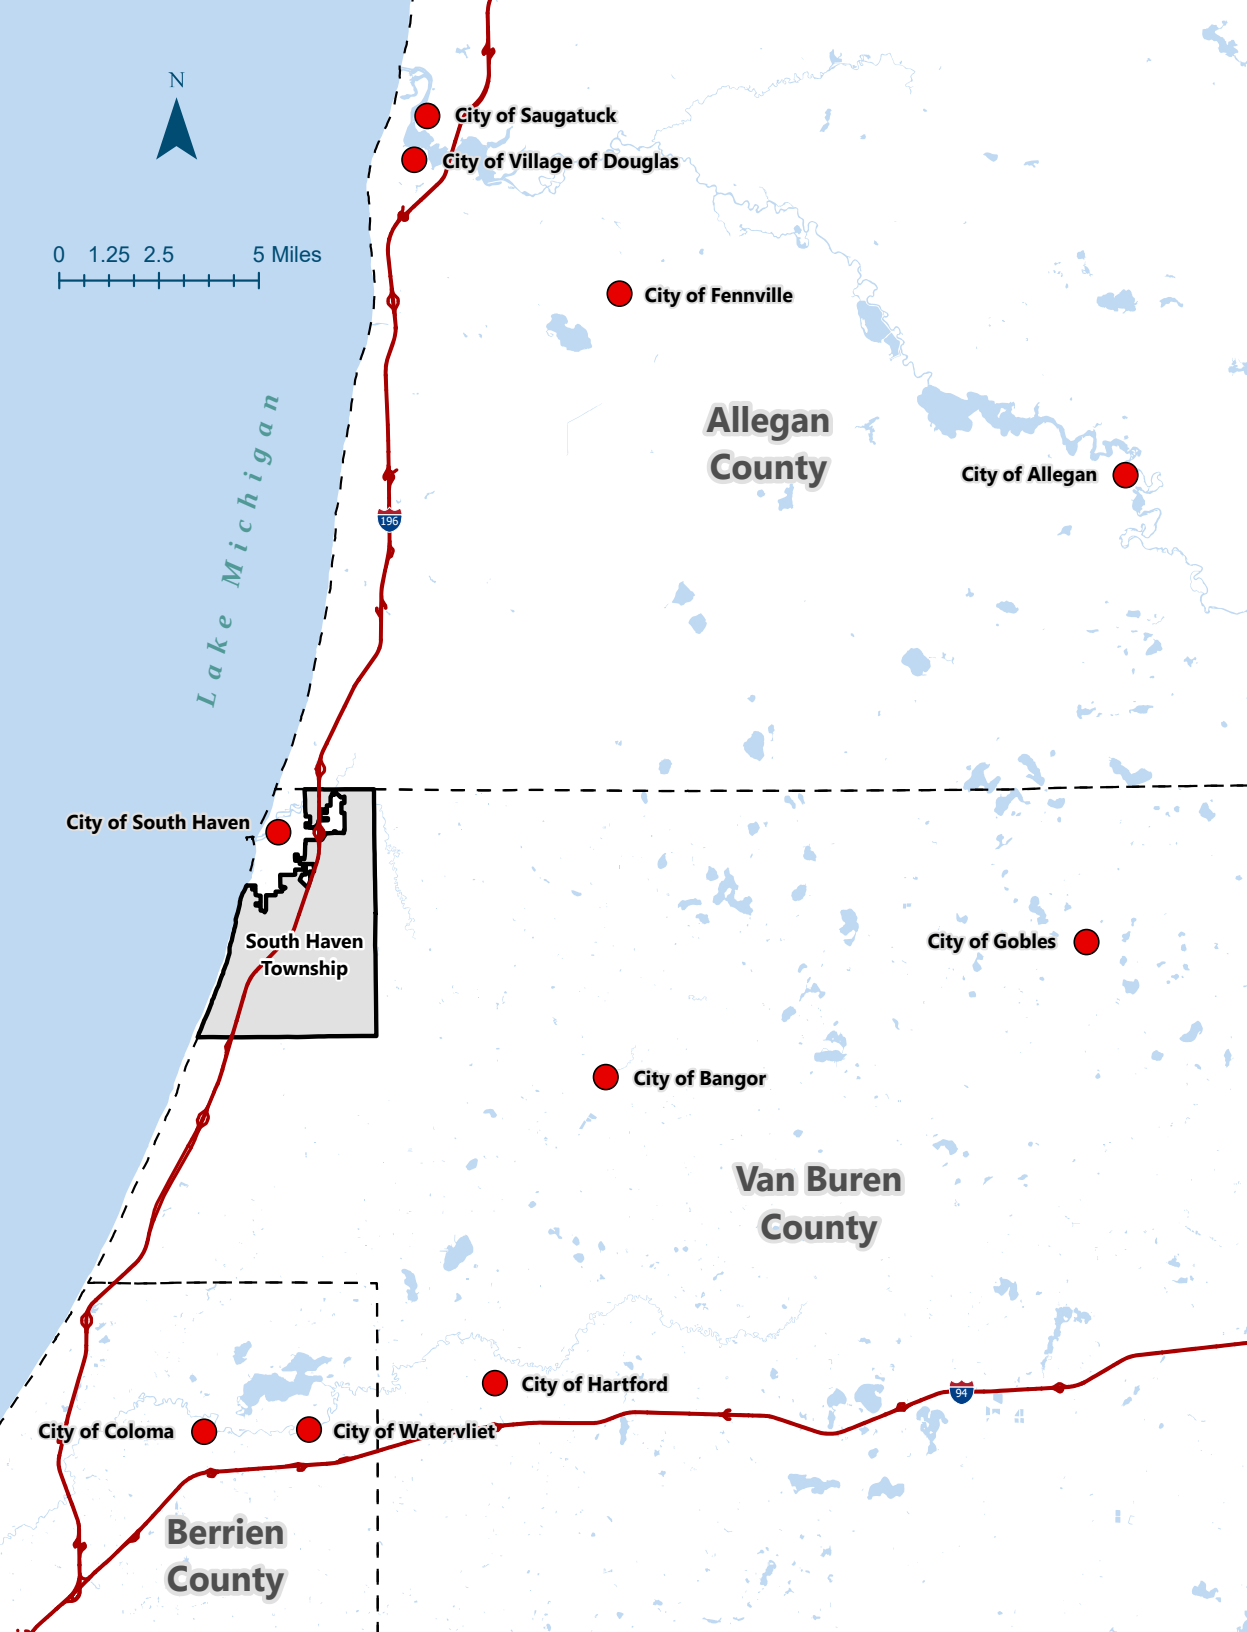 N
City of Saugatuck
City of Village of Douglas
0 1.25 2.5 5 Miles
City of Fennville
Lake Michigan
Allegan
County
City of Allegan
196
City of South Haven
South Haven
Township
City of Gobles
City of Bangor
Van Buren
County
City of Hartford
94
City of Coloma
City of Watervliet
Berrien
County